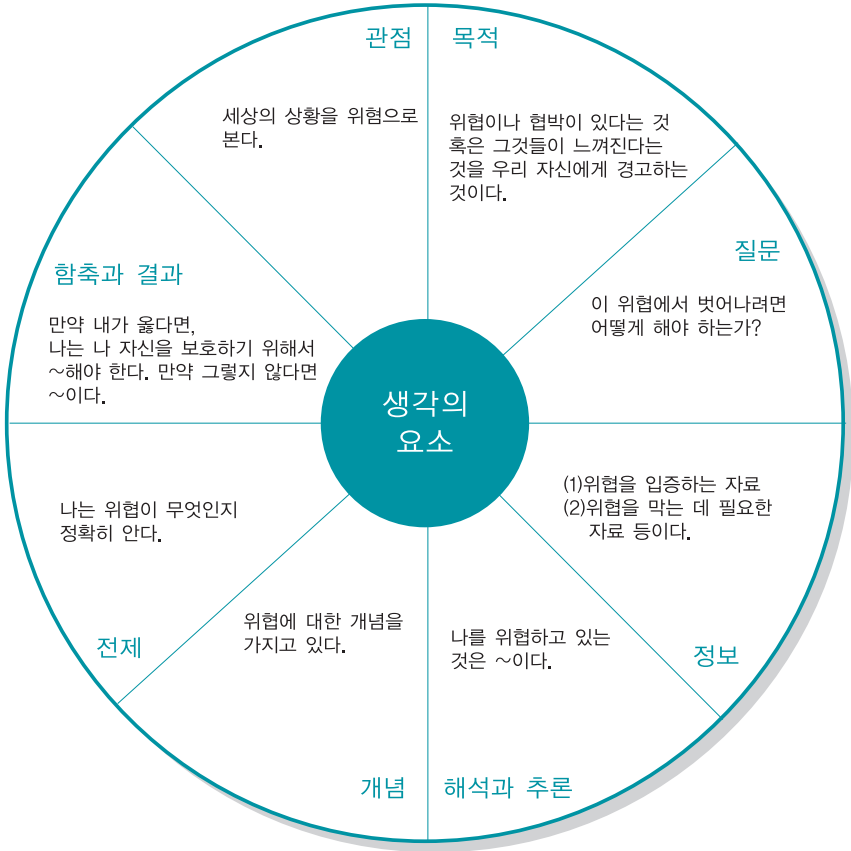 관점
세상의 상황을 위험으로
본다.
목적
위협이나 협박이 있다는 것
혹은 그것들이 느껴진다는
것을 우리 자신에게 경고하는
것이다.
질문
이 위협에서 벗어나려면
어떻게 해야 하는가?
(1)위협을 입증하는 자료
(2)위협을 막는 데 필요한
자료 등이다.
정보
나를 위협하고 있는
것은 ~이다.
해석과 추론
위협에 대한 개념을
가지고 있다.
개념
나는 위협이 무엇인지
정확히 안다.
전제
함축과 결과
만약 내가 옳다면,
나는 나 자신을 보호하기 위해서
~해야 한다. 만약 그렇지 않다면
~이다.
생각의
요소